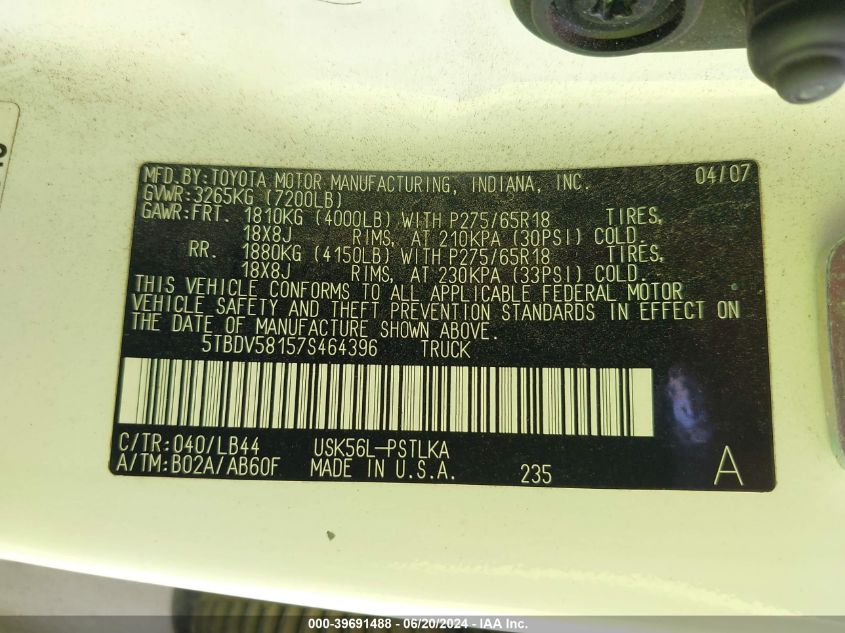 MFD. BY: TOYOTA MOTOR MANUFACTURING, INDIANA, INC. 04/07
GVWR: 3265KG (7200LB)
GAWR: FRT. 1810KG (4000LB) WITH P275/65R18 TIRES,
18X8J RIMS, AT 210KPA (30PSI) COLD.
RR. 1880KG (4150LB) WITH P275/65R18 TIRES,
18X8J RIMS, AT 230KPA (33PSI) COLD.
THIS VEHICLE CONFORMS TO ALL APPLICABLE FEDERAL MOTOR
VEHICLE SAFETY AND THEFT PREVENTION STANDARDS IN EFFECT ON
THE DATE OF MANUFACTURE SHOWN ABOVE.
5TBDV58157S464396 TRUCK
C/TR: 040/LB44 USK56L-PSTLKA
A/TM: B02A/AB60F MADE IN U.S.A. 235 A
000-39691488 - 06/20/2024 - IAA Inc.